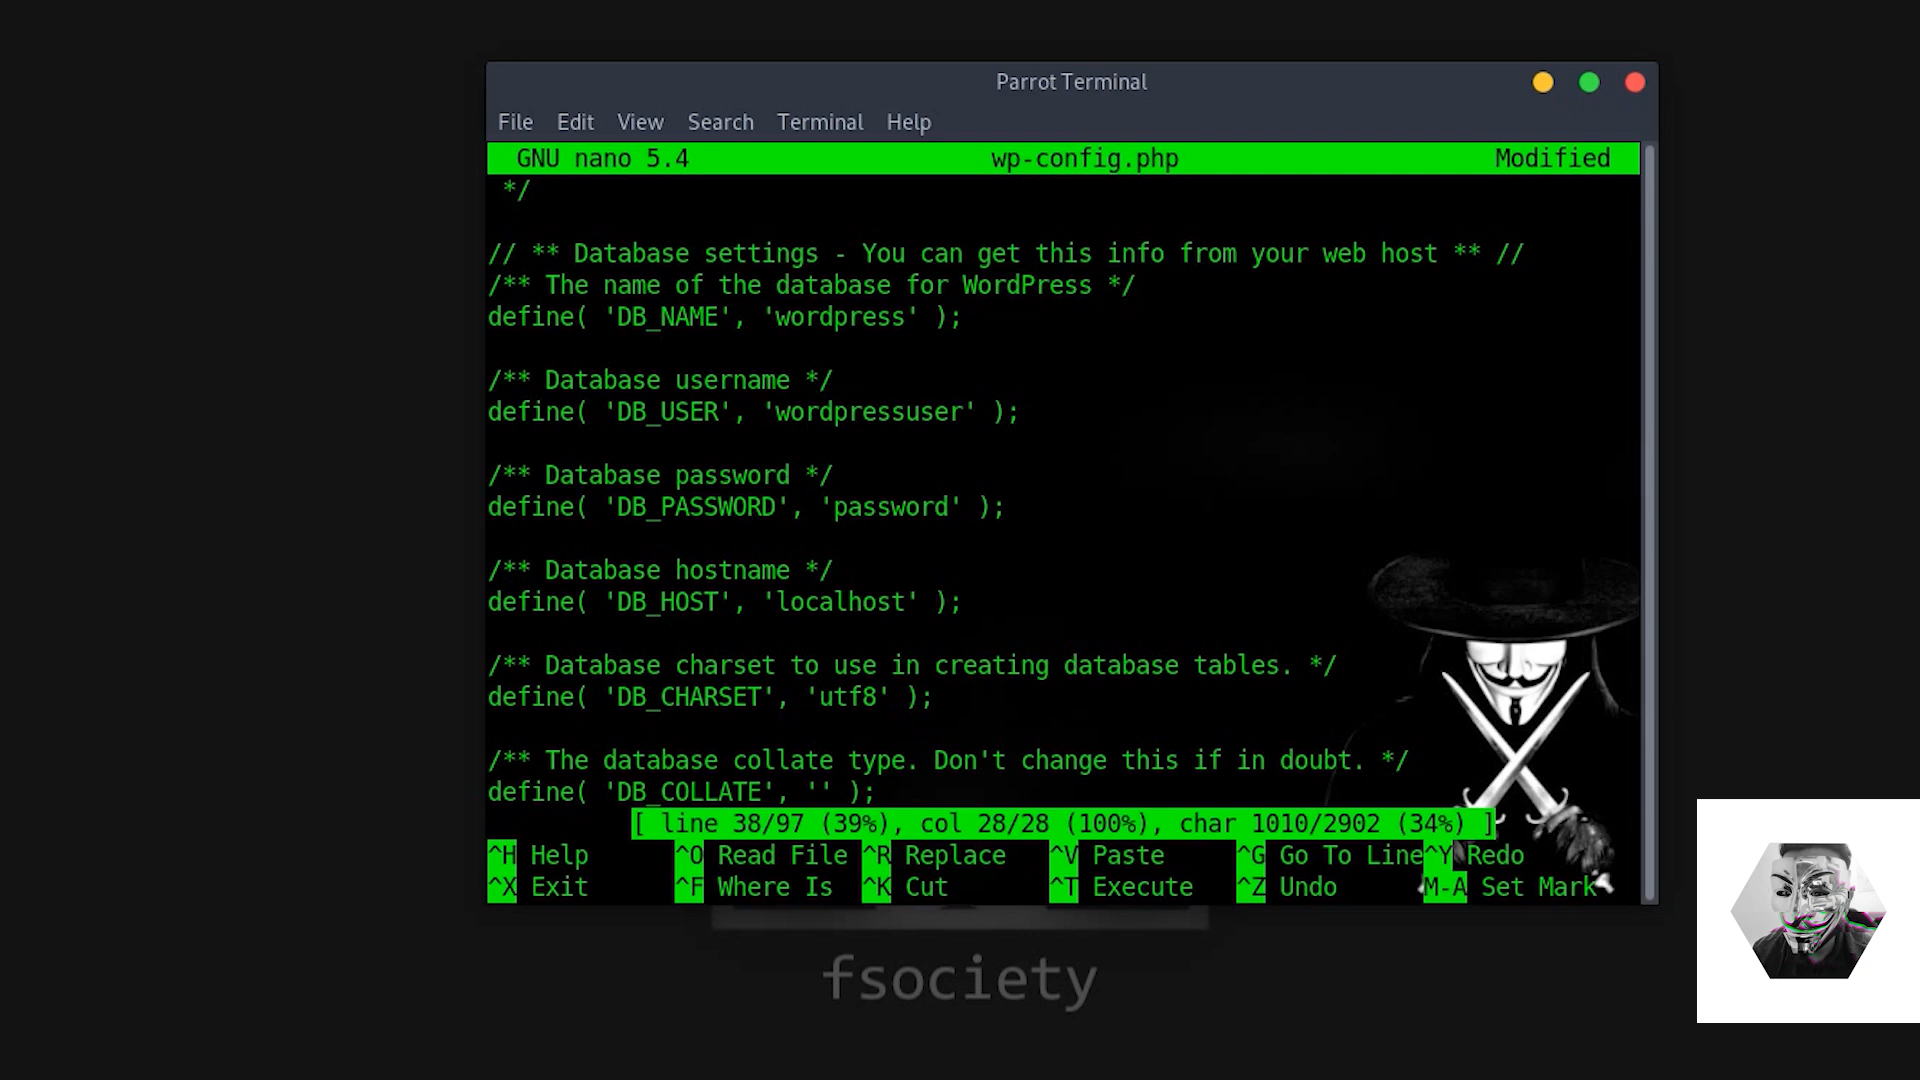 Parrot Terminal
File Edit View Search Terminal Help
GNU nano 5.4 wp-config.php Modified
*/
// ** Database settings - You can get this info from your web host ** //
/** The name of the database for WordPress */
define( 'DB_NAME', 'wordpress' );
/** Database username */
define( 'DB_USER', 'wordpressuser' );
/** Database password */
define( 'DB_PASSWORD', 'password' );
/** Database hostname */
define( 'DB_HOST', 'localhost' );
/** Database charset to use in creating database tables. */
define( 'DB_CHARSET', 'utf8' );
/** The database collate type. Don't change this if in doubt. */
define( 'DB_COLLATE', '' );
[ line 38/97 (39%), col 28/28 (100%), char 1010/2902 (34%) ]
^H Help ^O Read File ^R Replace ^V Paste ^G Go To Line ^Y Redo
^X Exit ^F Where Is ^K Cut ^T Execute ^Z Undo M-A Set Mark
fsociety